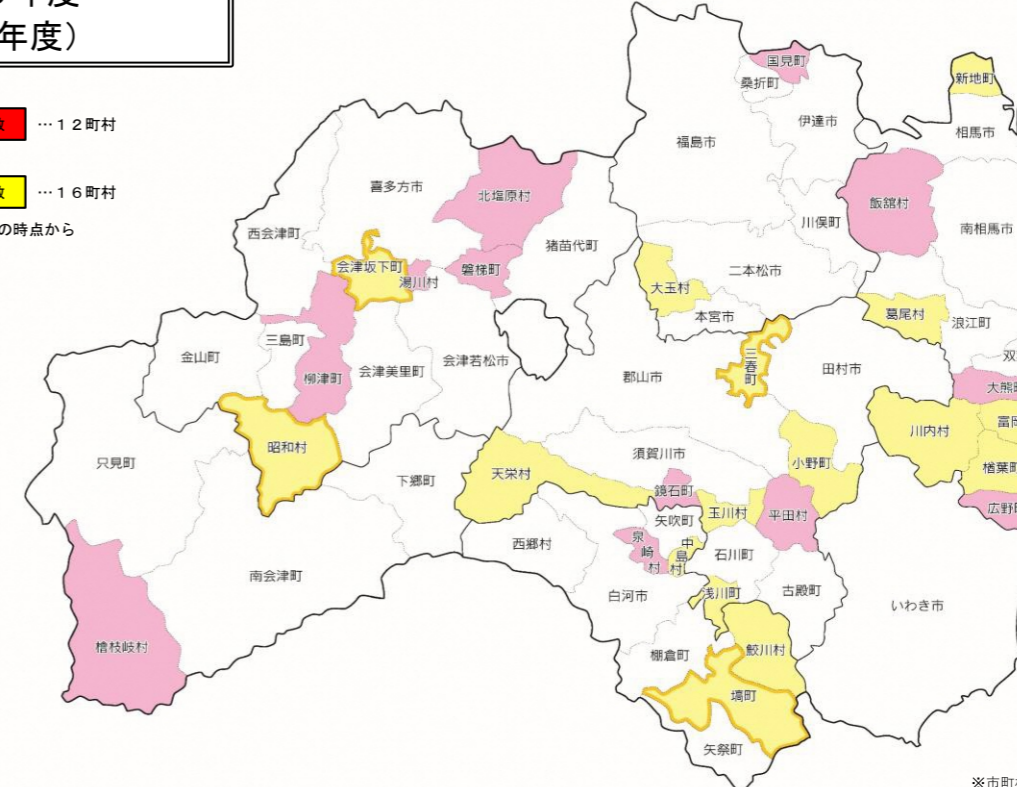 年度
年度）
数 …１２町村
数 …１６町村
の時点から
国見町
桑折町
新地町
伊達市
相馬市
福島市
喜多方市
北塩原村
飯舘村
川俣町
南相馬市
西会津町
猪苗代町
会津坂下町
湯川村
磐梯町
二本松市
大玉村
本宮市
葛尾村
浪江町
三島町
金山町
会津若松市
双
柳津町
会津美里町
郡山市
三春町
田村市
大熊町
昭和村
川内村
富岡
只見町
下郷町
天栄村
須賀川市
小野町
楢葉町
鏡石町
玉川村
平田村
広野町
矢吹町
西郷村
泉崎村
中島村
石川町
南会津町
白河市
浅川町
古殿町
いわき市
檜枝岐村
棚倉町
鮫川村
塙町
矢祭町
※市町村